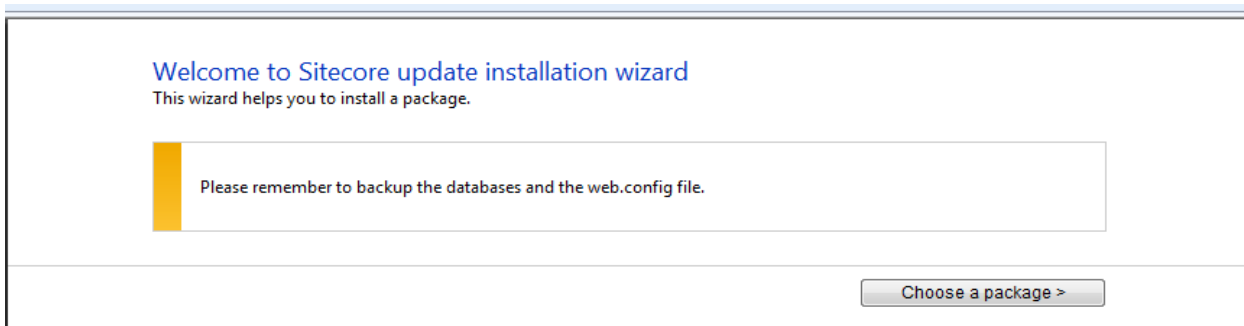 Welcome to Sitecore update installation wizard
This wizard helps you to install a package.
Please remember to backup the databases and the web.config file.
Choose a package >